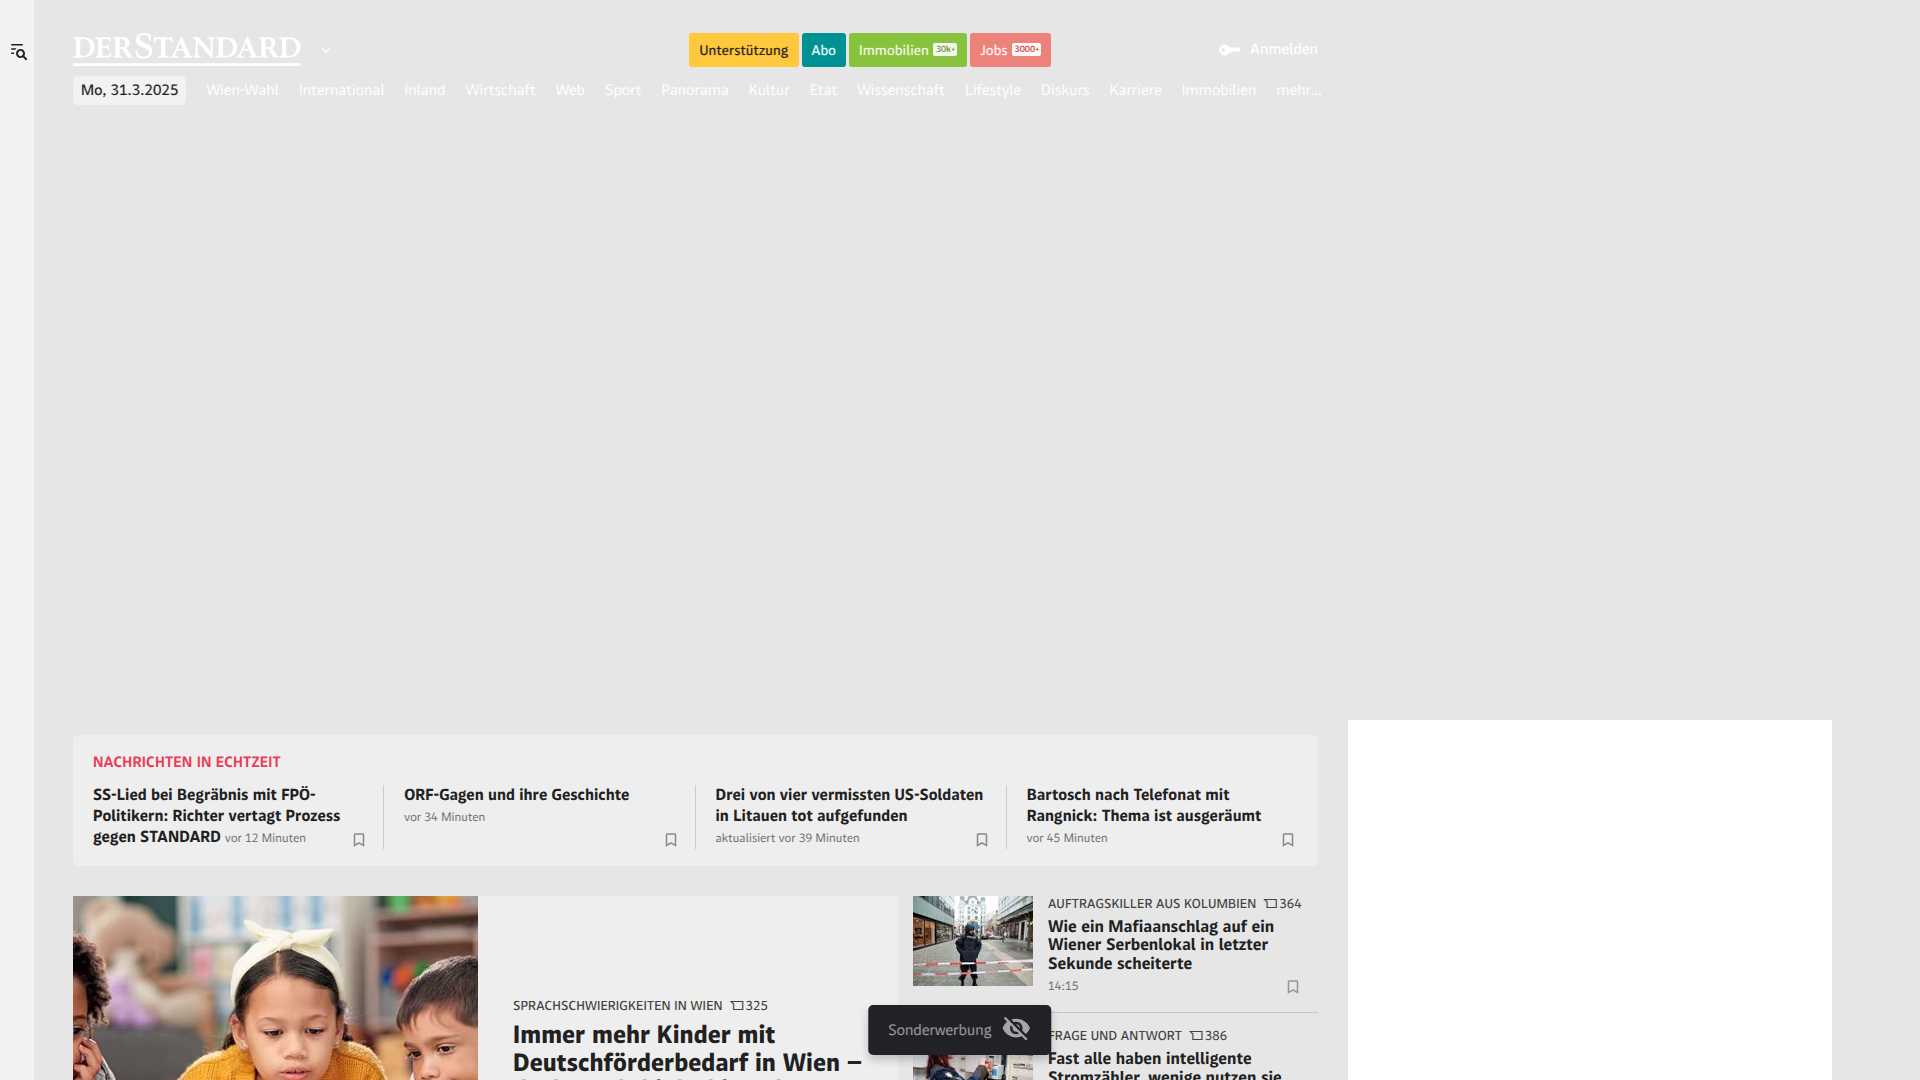 DERSTANDARD
Unterstützung
Abo
Immobilien 30k+
Jobs 3000+
Anmelden
Mo, 31.3.2025
Wien-Wahl
International
Inland
Wirtschaft
Web
Sport
Panorama
Kultur
Etat
Wissenschaft
Lifestyle
Diskurs
Karriere
Immobilien
mehr...
NACHRICHTEN IN ECHTZEIT
SS-Lied bei Begräbnis mit FPÖ-
Politikern: Richter vertagt Prozess
gegen STANDARD vor 12 Minuten
ORF-Gagen und ihre Geschichte
vor 34 Minuten
Drei von vier vermissten US-Soldaten
in Litauen tot aufgefunden
aktualisiert vor 39 Minuten
Bartosch nach Telefonat mit
Rangnick: Thema ist ausgeräumt
vor 45 Minuten
SPRACHSCHWIERIGKEITEN IN WIEN 325
Immer mehr Kinder mit
Deutschförderbedarf in Wien –
AUFTRAGSKILLER AUS KOLUMBIEN 364
Wie ein Mafiaanschlag auf ein
Wiener Serbenlokal in letzter
Sekunde scheiterte
14:15
FRAGE UND ANTWORT 386
Fast alle haben intelligente
Stromzähler, wenige nutzen sie
Sonderwerbung